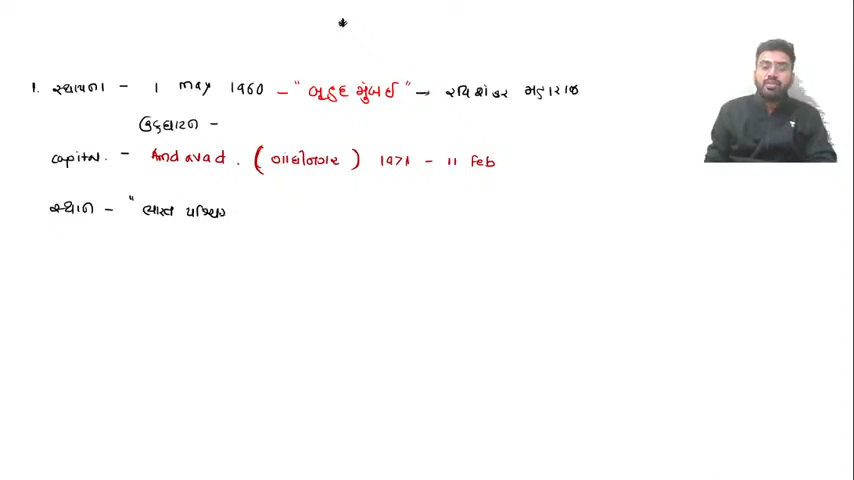 1. સ્થાપના - 1 may 1960 - "બૃહદ મુંબઈ" → રવિશંકર મહારાજ
ઉદ્ઘાટન -
capital. - Amdavad. (ગાંધીનગર) 1971 - 11 Feb
સ્થાન - " ભારત પશ્ચિમ